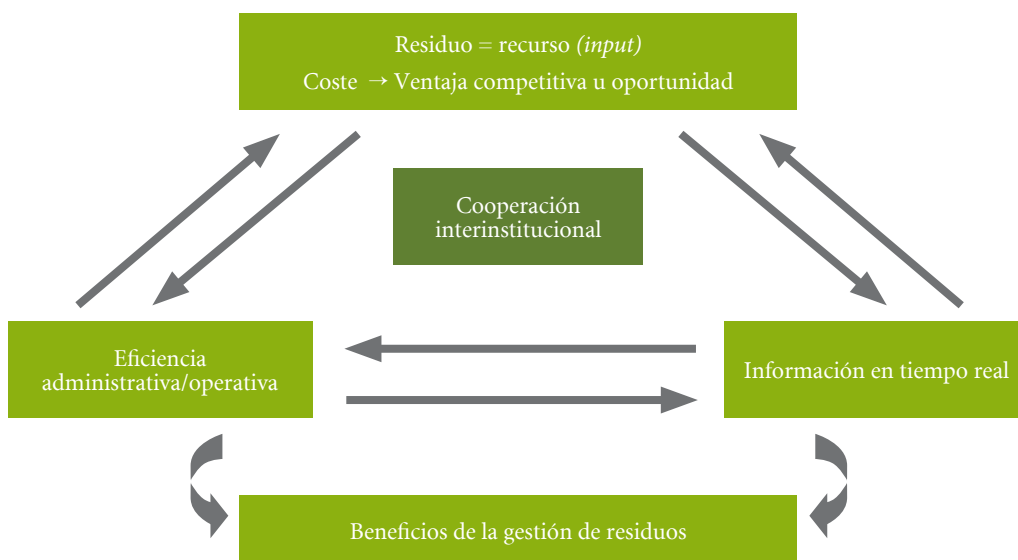 Residuo = recurso (input)
Coste → Ventaja competitiva u oportunidad
Cooperación
interinstitucional
Eficiencia
administrativa/operativa
Información en tiempo real
Beneficios de la gestión de residuos